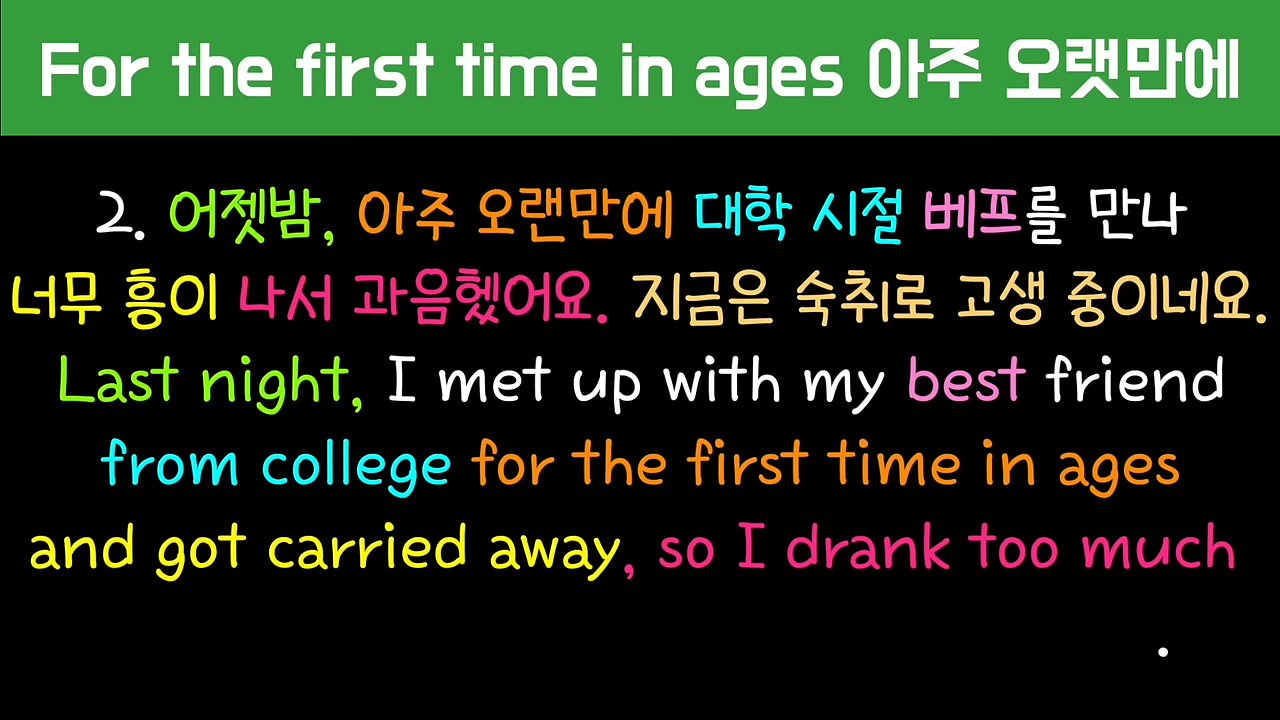 For the first time in ages 아주 오랫만에
2. 어젯밤, 아주 오랜만에 대학 시절 베프를 만나
너무 흥이 나서 과음헸어요. 지금은 숙취로 고생 중이네요.
Last night, I met up with my best friend
from college for the first time in ages
and got carried away, so I drank too much
.